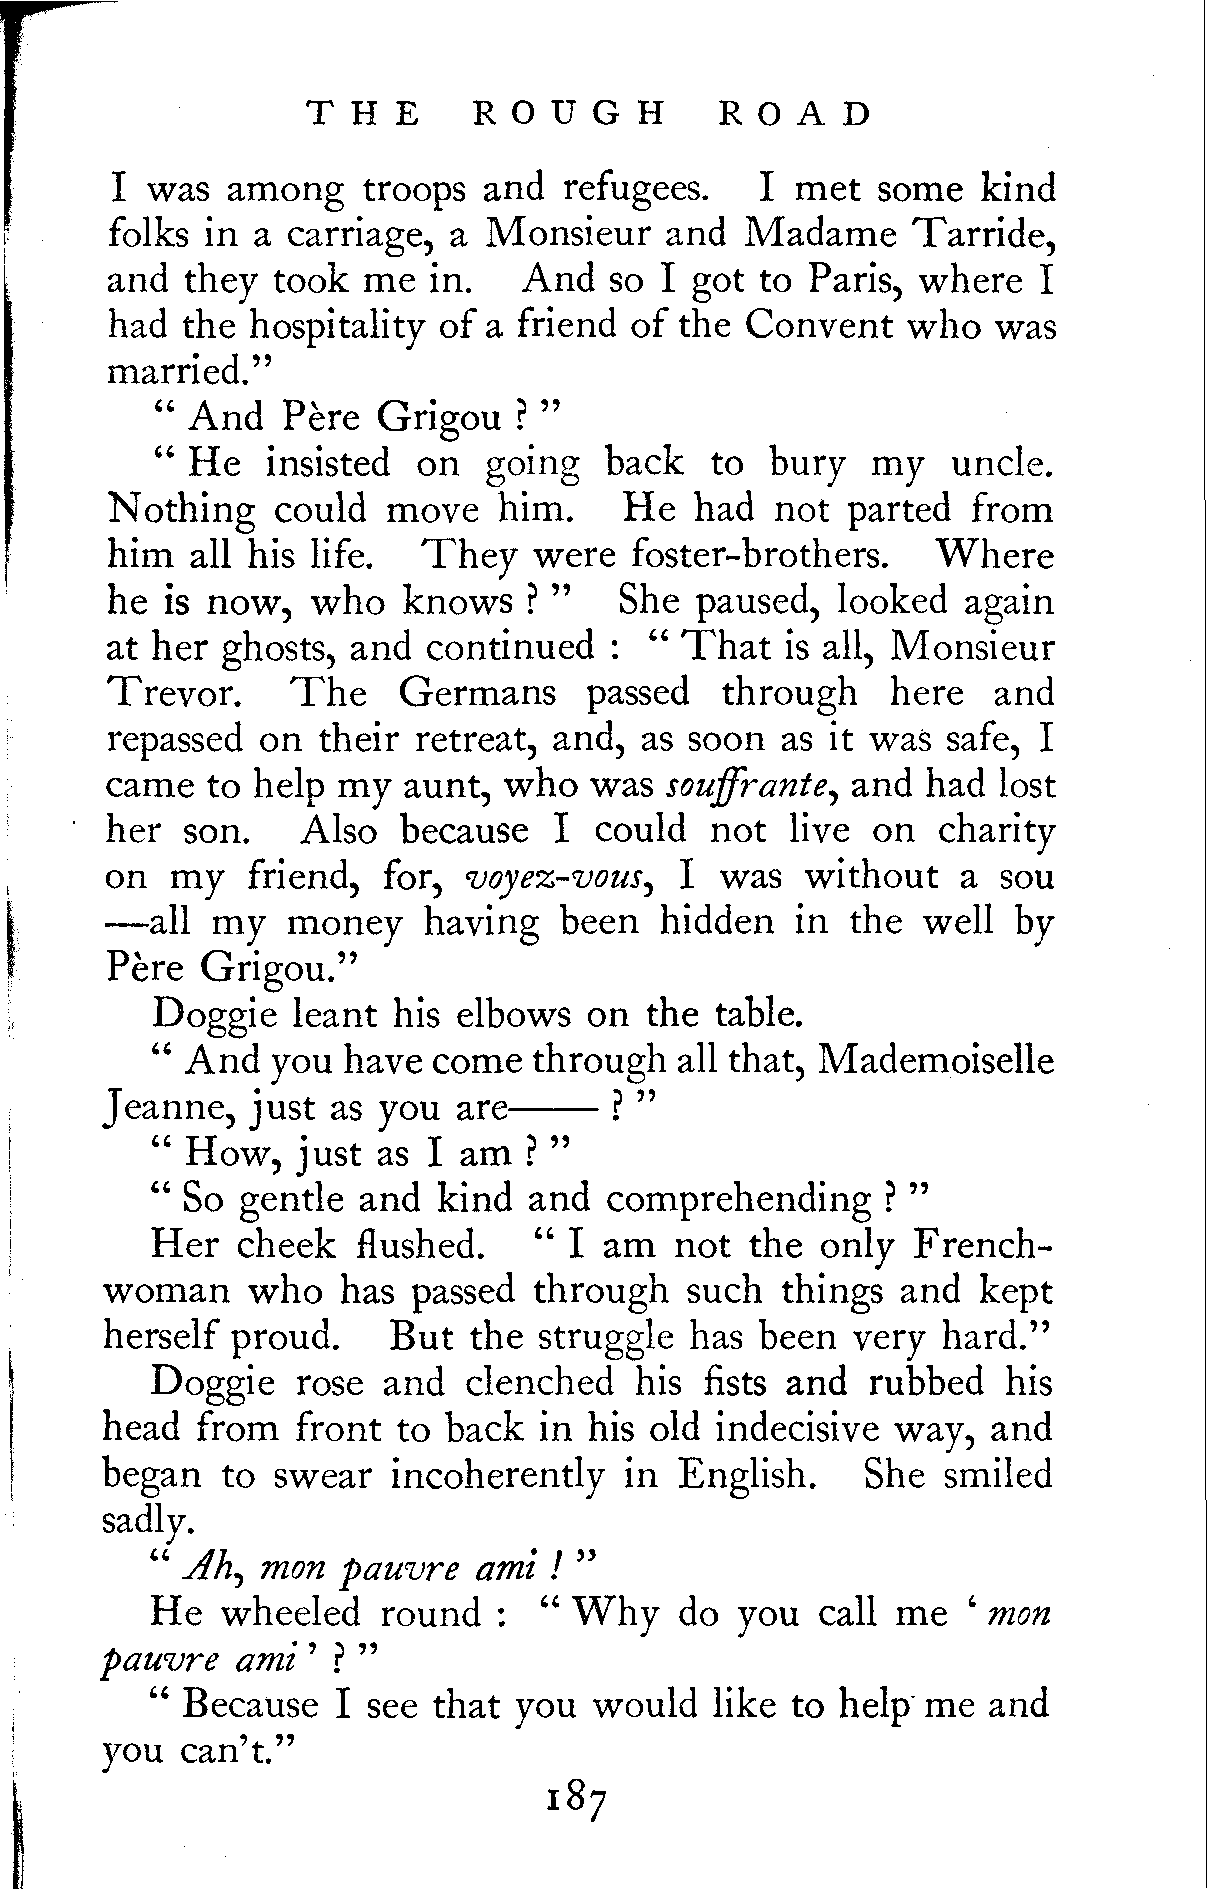 THE ROUGH ROAD
I was among troops and refugees. I met some kind
folks in a carriage, a Monsieur and Madame Tarride,
and they took me in. And so I got to Paris, where I
had the hospitality of a friend of the Convent who was
married."
" And Père Grigou ? "
" He insisted on going back to bury my uncle.
Nothing could move him. He had not parted from
him all his life. They were foster-brothers. Where
he is now, who knows ? " She paused, looked again
at her ghosts, and continued : " That is all, Monsieur
Trevor. The Germans passed through here and
repassed on their retreat, and, as soon as it was safe, I
came to help my aunt, who was souffrante, and had lost
her son. Also because I could not live on charity
on my friend, for, voyez-vous, I was without a sou
—all my money having been hidden in the well by
Père Grigou."
Doggie leant his elbows on the table.
" And you have come through all that, Mademoiselle
Jeanne, just as you are—— ? "
" How, just as I am ? "
" So gentle and kind and comprehending ? "
Her cheek flushed. " I am not the only French-
woman who has passed through such things and kept
herself proud. But the struggle has been very hard."
Doggie rose and clenched his fists and rubbed his
head from front to back in his old indecisive way, and
began to swear incoherently in English. She smiled
sadly.
" Ah, mon pauvre ami ! "
He wheeled round : " Why do you call me ' mon
pauvre ami ' ? "
" Because I see that you would like to help me and
you can't."
187